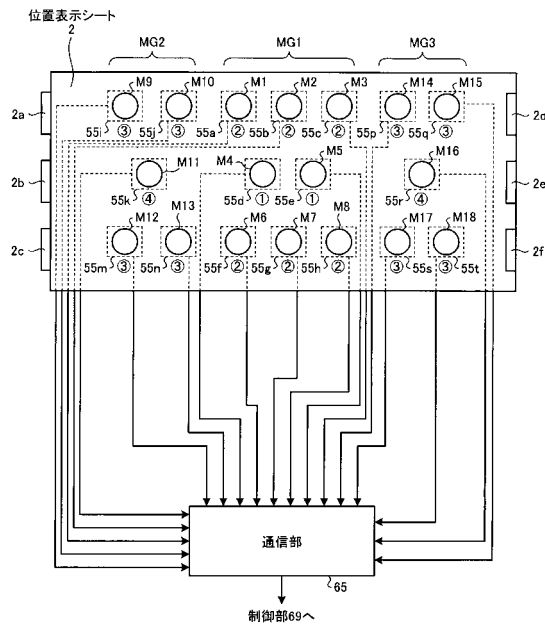 位置表示シート
2
MG2 MG1 MG3
M9 M10 M1 M2 M3 M14 M15
2a 2d
55i ③ 55j ③ 55a ② 55b ② 55c ② 55p ③ 55q ③
M11 M4 M5 M16
2b 2e
55k ④ 55d ① 55e ① 55r ④
M12 M13 M6 M7 M8 M17 M18
2c 2f
③ 55m ③ 55n 55f ② 55g ② 55h ② ③ 55s ③ 55t
通信部
65
制御部69へ